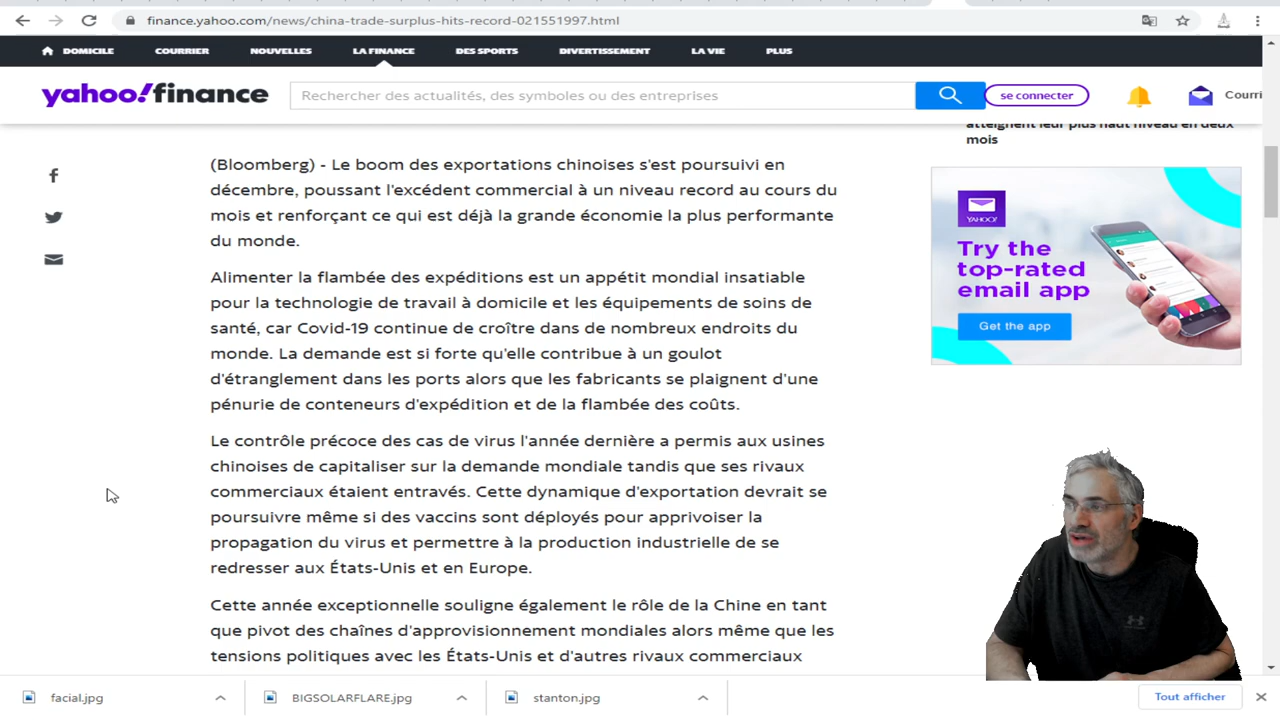 finance.yahoo.com/news/china-trade-surplus-hits-record-021551997.html
DOMICILE COURRIER NOUVELLES LA FINANCE DES SPORTS DIVERTISSEMENT LA VIE PLUS
yahoo!finance Rechercher des actualités, des symboles ou des entreprises se connecter Courri
atteignent leur plus haut niveau en deux
mois
(Bloomberg) - Le boom des exportations chinoises s'est poursuivi en
décembre, poussant l'excédent commercial à un niveau record au cours du
mois et renforçant ce qui est déjà la grande économie la plus performante
du monde.
Alimenter la flambée des expéditions est un appétit mondial insatiable
pour la technologie de travail à domicile et les équipements de soins de
santé, car Covid-19 continue de croître dans de nombreux endroits du
monde. La demande est si forte qu'elle contribue à un goulot
d'étranglement dans les ports alors que les fabricants se plaignent d'une
pénurie de conteneurs d'expédition et de la flambée des coûts.
Le contrôle précoce des cas de virus l'année dernière a permis aux usines
chinoises de capitaliser sur la demande mondiale tandis que ses rivaux
commerciaux étaient entravés. Cette dynamique d'exportation devrait se
poursuivre même si des vaccins sont déployés pour apprivoiser la
propagation du virus et permettre à la production industrielle de se
redresser aux États-Unis et en Europe.
Cette année exceptionnelle souligne également le rôle de la Chine en tant
que pivot des chaînes d'approvisionnement mondiales alors même que les
tensions politiques avec les États-Unis et d'autres rivaux commerciaux
YAHOO!
Try the
top-rated
email app
Get the app
facial.jpg BIGSOLARFLARE.jpg stanton.jpg Tout afficher